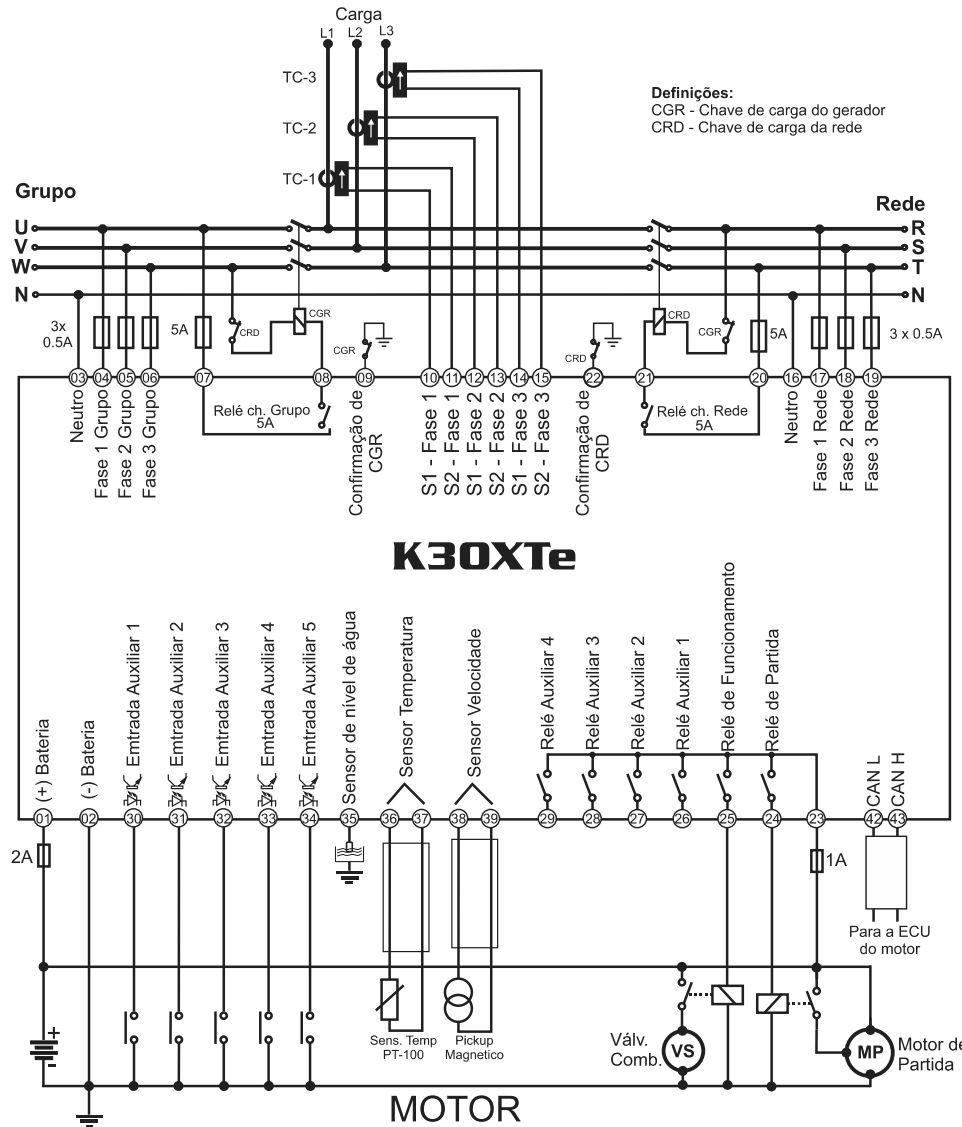 Carga
L1 L2 L3
TC-3
TC-2
TC-1
Definições:
CGR - Chave de carga do gerador
CRD - Chave de carga da rede
Grupo
Rede
U
V
W
N
R
S
T
N
3x
0.5A
5A
CRD
CGR
CGR
CRD
CRD
CGR
5A
3 x 0.5A
03 04 05 06 07 08 09 10 11 12 13 14 15 22 21 20 16 17 18 19
Neutro
Fase 1 Grupo
Fase 2 Grupo
Fase 3 Grupo
Relé ch. Grupo
5A
Confirmação de
CGR
S1 - Fase 1
S2 - Fase 1
S1 - Fase 2
S2 - Fase 2
S1 - Fase 3
S2 - Fase 3
Confirmação de
CRD
Relé ch. Rede
5A
Neutro
Fase 1 Rede
Fase 2 Rede
Fase 3 Rede
K30XTe
(+) Bateria
(-) Bateria
Emtrada Auxiliar 1
Emtrada Auxiliar 2
Emtrada Auxiliar 3
Emtrada Auxiliar 4
Emtrada Auxiliar 5
Sensor de nível de água
Sensor Temperatura
Sensor Velocidade
Relé Auxiliar 4
Relé Auxiliar 3
Relé Auxiliar 2
Relé Auxiliar 1
Relé de Funcionamento
Relé de Partida
CAN L
CAN H
01 02 30 31 32 33 34 35 36 37 38 39 29 28 27 26 25 24 23 42 43
2A
1A
Para a ECU
do motor
+
-
Sens. Temp
PT-100
Pickup
Magnetico
Válv.
Comb.
VS
MP
Motor de
Partida
MOTOR